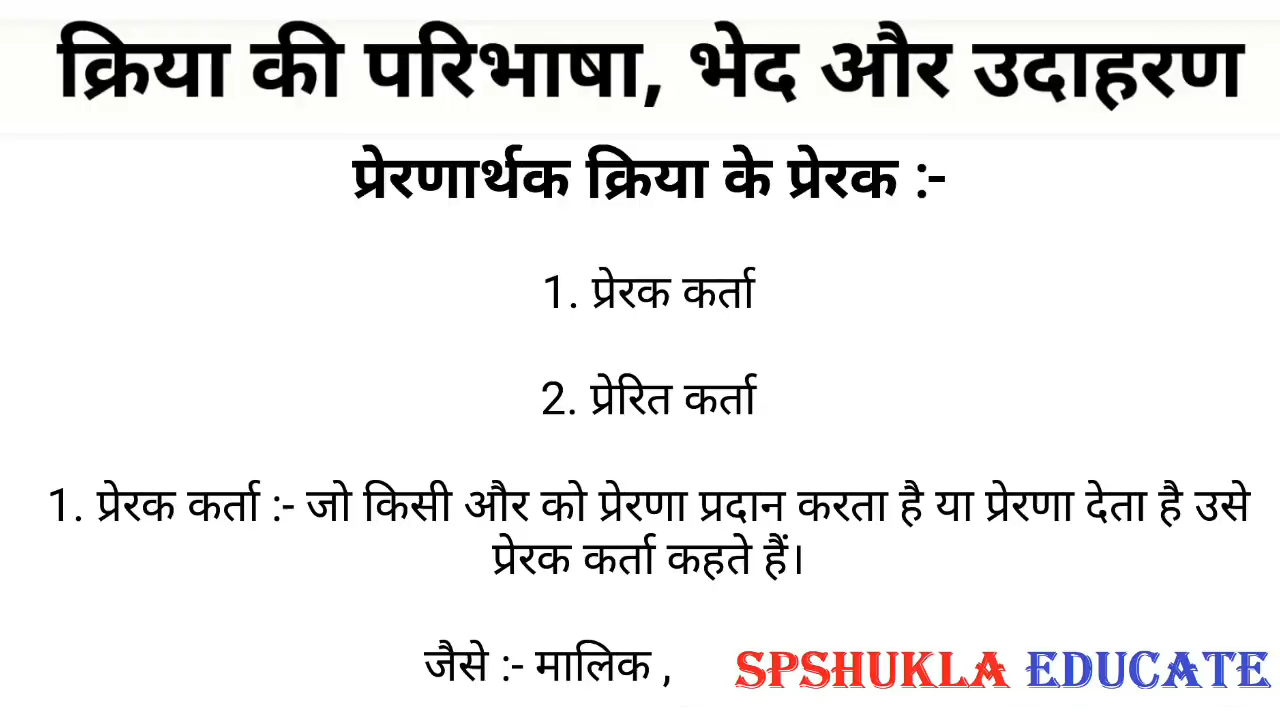 क्रिया की परिभाषा, भेद और उदाहरण
प्रेरणार्थक क्रिया के प्रेरक :-
1. प्रेरक कर्ता
2. प्रेरित कर्ता
1. प्रेरक कर्ता :- जो किसी और को प्रेरणा प्रदान करता है या प्रेरणा देता है उसे
प्रेरक कर्ता कहते हैं।
जैसे :- मालिक ,
SPSHUKLA EDUCATE